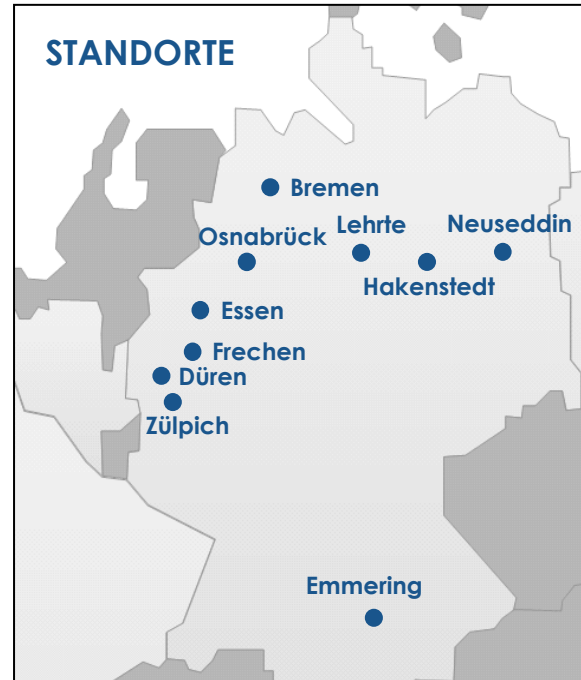 STANDORTE
Bremen
Lehrte
Neuseddin
Osnabrück
Hakenstedt
Essen
Frechen
Düren
Zülpich
Emmering